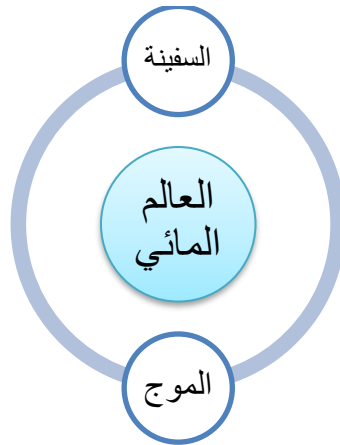 السفينة
العالم
المائي
الموج